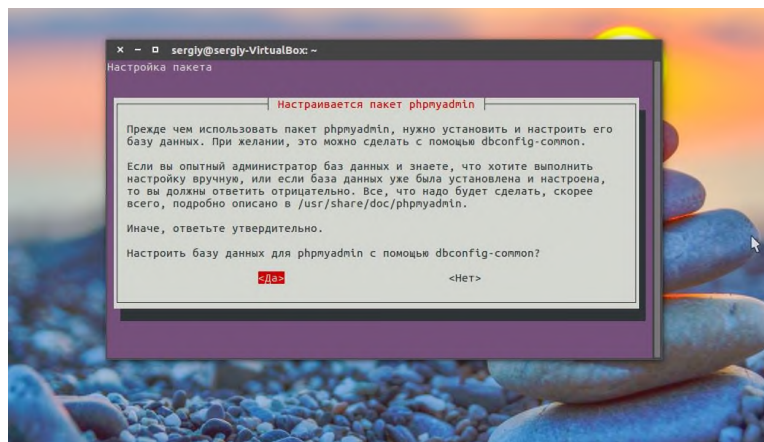 sergiy@sergiy-VirtualBox: ~
Настройка пакета
Настраивается пакет phpmyadmin
Прежде чем использовать пакет phpmyadmin, нужно установить и настроить его
базу данных. При желании, это можно сделать с помощью dbconfig-common.
Если вы опытный администратор баз данных и знаете, что хотите выполнить
настройку вручную, или если база данных уже была установлена и настроена,
то вы должны ответить отрицательно. Все, что надо будет сделать, скорее
всего, подробно описано в /usr/share/doc/phpmyadmin.
Иначе, ответьте утвердительно.
Настроить базу данных для phpmyadmin с помощью dbconfig-common?
<Да> <Нет>